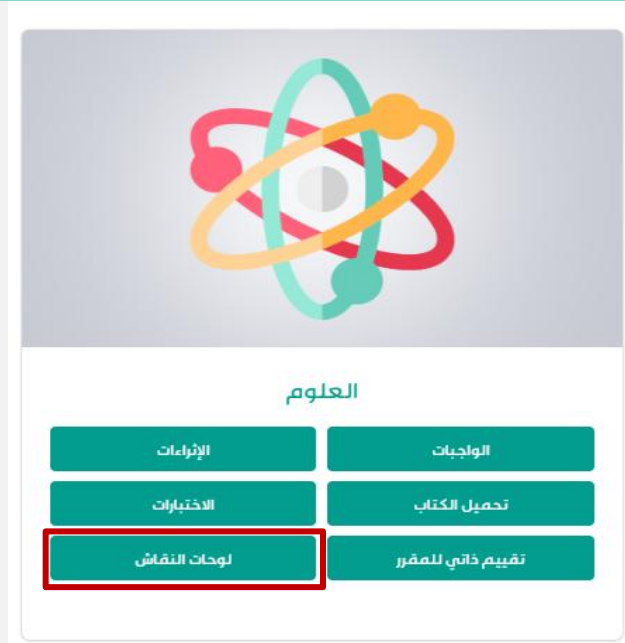 العلوم
الواجبات
الإثراءات
تحميل الكتاب
الاختبارات
تقييم ذاتي للمقرر
لوحات النقاش